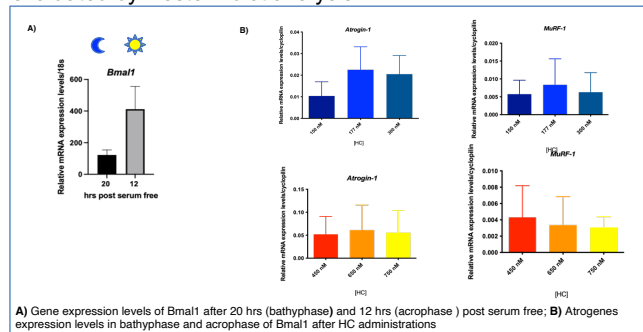 A)
Bmal1
Relative mRNA expression levels/18s
600
400
200
0
20
12
hrs post serum free
B)
Atrogin-1
Relative mRNA expression levels/cyclopilin
0.04
0.03
0.02
0.01
0.00
150 nM
177 nM
300 nM
[HC]
MuRF-1
Relative mRNA expression levels/cyclopilin
0.020
0.015
0.010
0.005
0.000
150 nM
177 nM
300 nM
[HC]
Atrogin-1
Relative mRNA expression levels/cyclopilin
0.15
0.10
0.05
0.00
450 nM
650 nM
750 nM
[HC]
MuRF-1
Relative mRNA expression levels/cyclopilin
0.010
0.008
0.006
0.004
0.002
0.000
450 nM
650 nM
750 nM
[HC]
A) Gene expression levels of Bmal1 after 20 hrs (bathyphase) and 12 hrs (acrophase ) post serum free; B) Atrogenes
expression levels in bathyphase and acrophase of Bmal1 after HC administrations